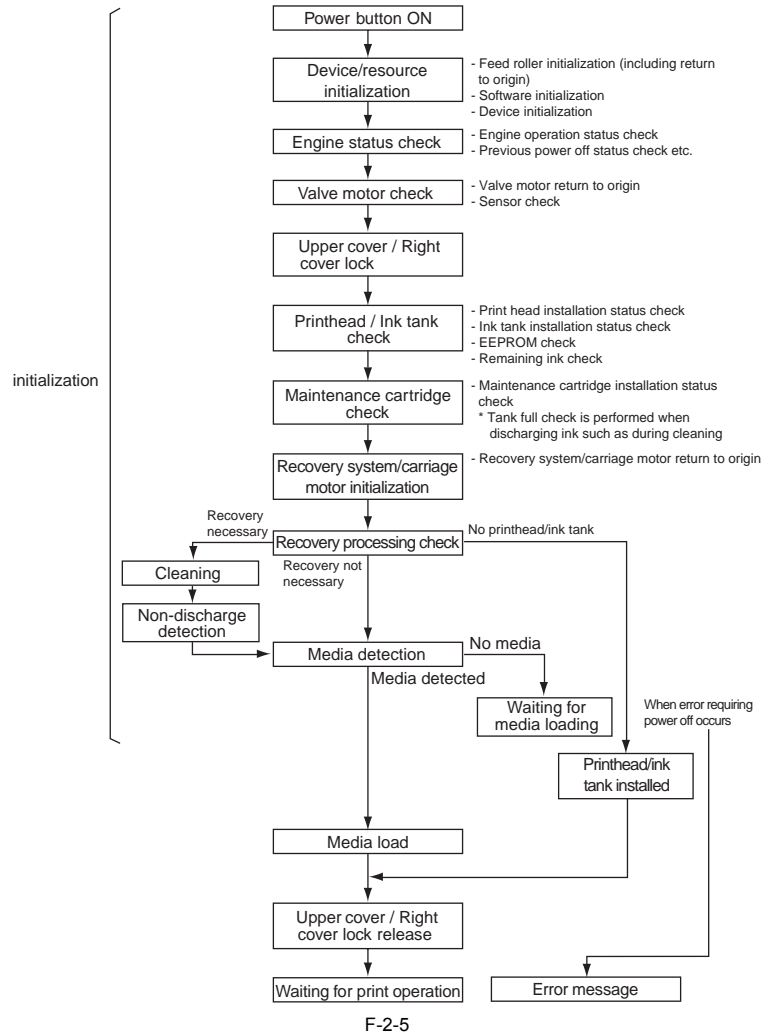 Power button ON
Device/resource
initialization
- Feed roller initialization (including return
to origin)
- Software initialization
- Device initialization
Engine status check
- Engine operation status check
- Previous power off status check etc.
Valve motor check
- Valve motor return to origin
- Sensor check
Upper cover / Right
cover lock
Printhead / Ink tank
check
- Print head installation status check
- Ink tank installation status check
- EEPROM check
- Remaining ink check
initialization
Maintenance cartridge
check
- Maintenance cartridge installation status
check
* Tank full check is performed when
discharging ink such as during cleaning
Recovery system/carriage
motor initialization
- Recovery system/carriage motor return to origin
Recovery
necessary
Recovery processing check
No printhead/ink tank
Recovery not
necessary
Cleaning
Non-discharge
detection
Media detection
No media
Media detected
Waiting for
media loading
When error requiring
power off occurs
Printhead/ink
tank installed
Media load
Upper cover / Right
cover lock release
Waiting for print operation
Error message
F-2-5